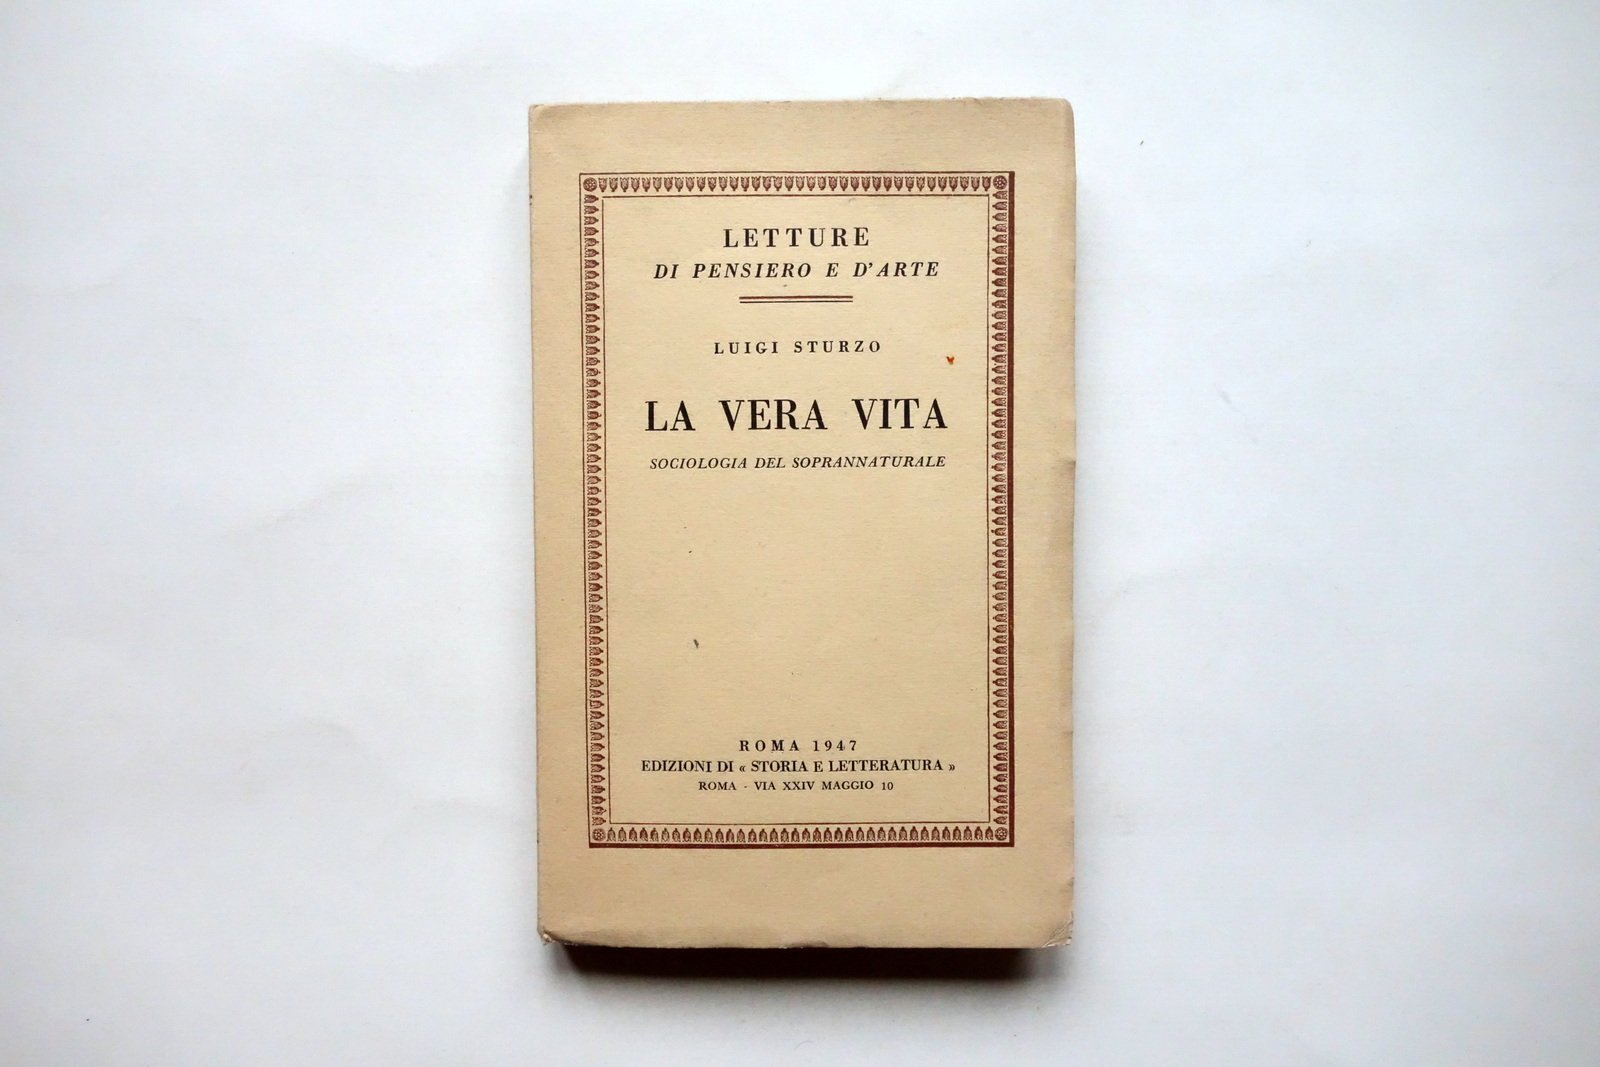 LETTURE
DI PENSIERO E D'ARTE
LUIGI STURZO
LA VERA VITA
SOCIOLOGIA DEL SOPRANNATURALE
ROMA 1947
EDIZIONI DI « STORIA E LETTERATURA »
ROMA - VIA XXIV MAGGIO 10